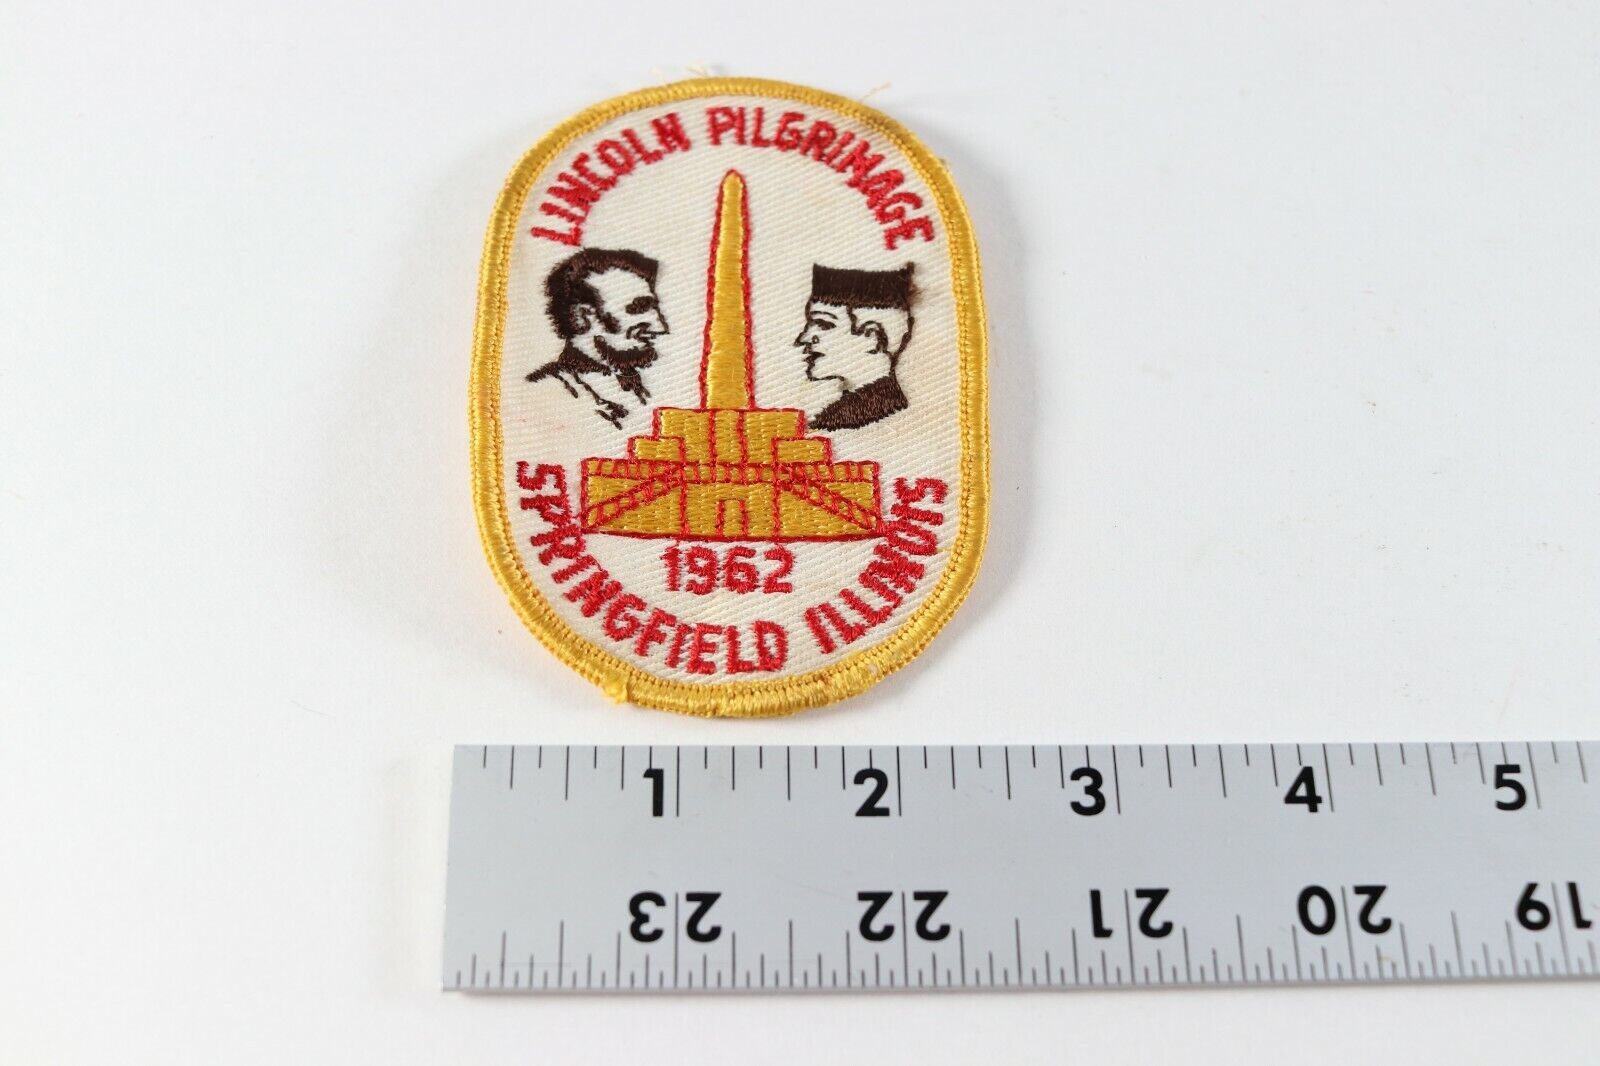 LINCOLN PILGRIMAGE
1962
SPRINGFIELD ILLINOIS
1 2 3 4 5
23 22 21 20 19